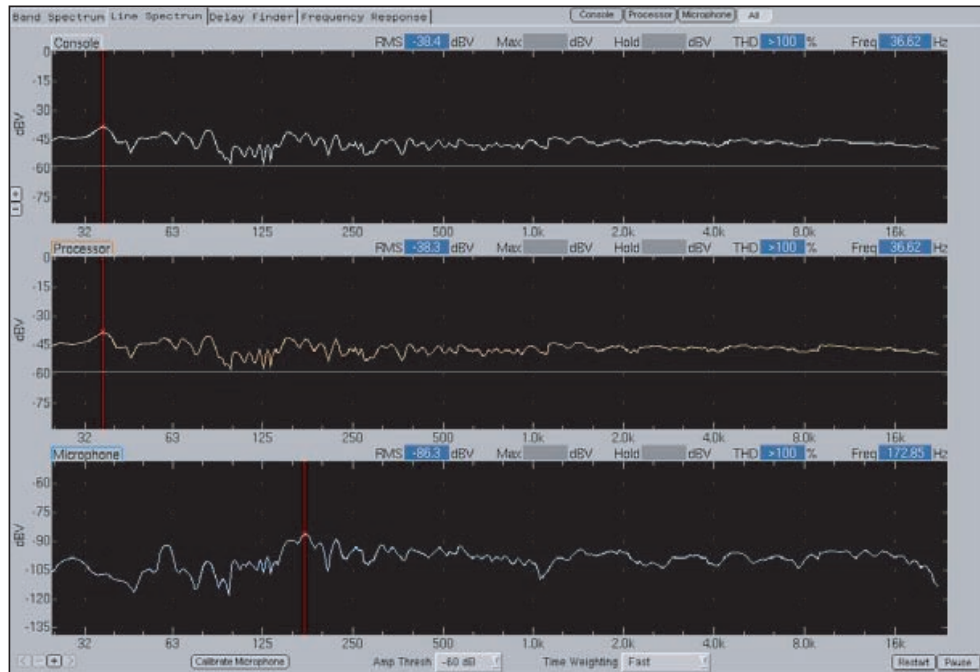 Band Spectrum Line Spectrum Delay Finder Frequency Response Console Processor Microphone All
Console RMS -38.4 dBV Max dBV Hold dBV THD >100 % Freq 36.62 Hz
0
-15
-30
dBV
-45
-60
-75
32 63 125 250 500 1.0k 2.0k 4.0k 8.0k 16k
Processor RMS -38.3 dBV Max dBV Hold dBV THD >100 % Freq 36.62 Hz
0
-15
-30
dBV
-45
-60
-75
32 63 125 250 500 1.0k 2.0k 4.0k 8.0k 16k
Microphone RMS -86.3 dBV Max dBV Hold dBV THD >100 % Freq 172.85 Hz
-60
-75
dBV
-90
-105
-120
-135
32 63 125 250 500 1.0k 2.0k 4.0k 8.0k 16k
Calibrate Microphone Amp Thresh -60 dB Time Weighting Fast Restart Pause